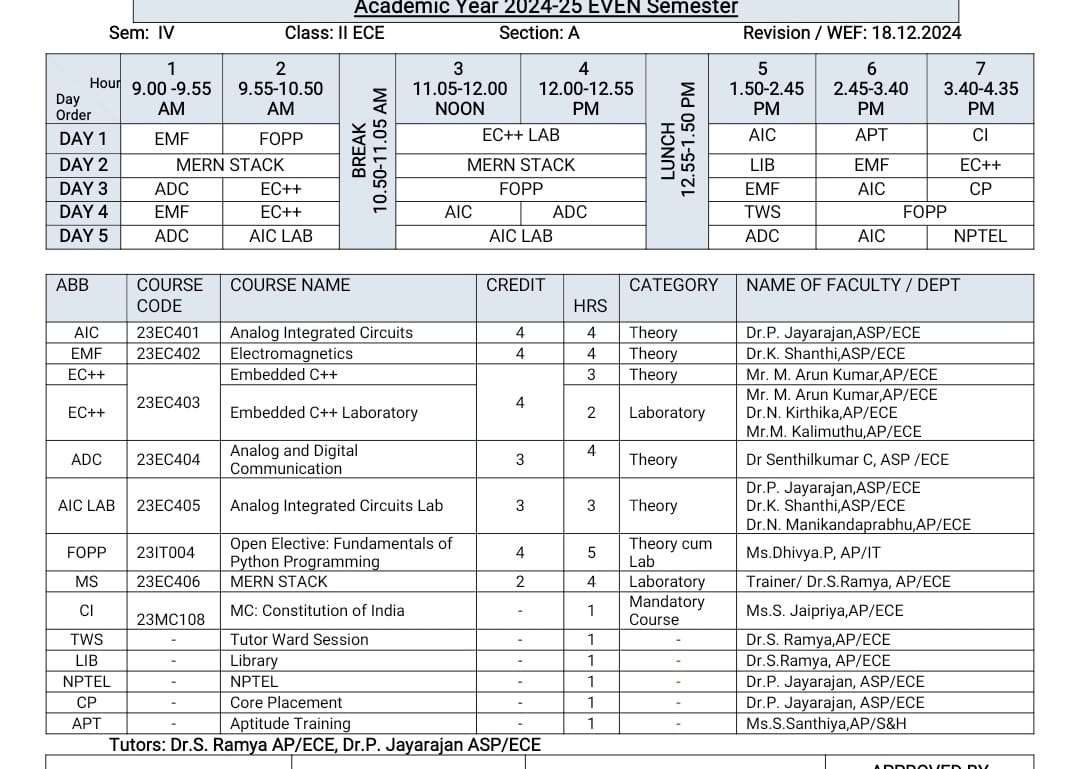 Academic Year 2024-25 EVEN Semester
Sem: IV Class: II ECE Section: A Revision / WEF: 18.12.2024
Hour Day Order 1 9.00 -9.55 AM 2 9.55-10.50 AM BREAK 10.50-11.05 AM 3 11.05-12.00 NOON 4 12.00-12.55 PM LUNCH 12.55-1.50 PM 5 1.50-2.45 PM 6 2.45-3.40 PM 7 3.40-4.35 PM
DAY 1 EMF FOPP EC++ LAB AIC APT CI
DAY 2 MERN STACK MERN STACK LIB EMF EC++
DAY 3 ADC EC++ FOPP EMF AIC CP
DAY 4 EMF EC++ AIC ADC TWS FOPP
DAY 5 ADC AIC LAB AIC LAB ADC AIC NPTEL
ABB COURSE CODE COURSE NAME CREDIT HRS CATEGORY NAME OF FACULTY / DEPT
AIC 23EC401 Analog Integrated Circuits 4 4 Theory Dr.P. Jayarajan,ASP/ECE
EMF 23EC402 Electromagnetics 4 4 Theory Dr.K. Shanthi,ASP/ECE
EC++ 23EC403 Embedded C++ 4 3 Theory Mr. M. Arun Kumar,AP/ECE
EC++ Embedded C++ Laboratory 2 Laboratory Mr. M. Arun Kumar,AP/ECE
Dr.N. Kirthika,AP/ECE
Mr.M. Kalimuthu,AP/ECE
ADC 23EC404 Analog and Digital Communication 3 4 Theory Dr Senthilkumar C, ASP /ECE
AIC LAB 23EC405 Analog Integrated Circuits Lab 3 3 Theory Dr.P. Jayarajan,ASP/ECE
Dr.K. Shanthi,ASP/ECE
Dr.N. Manikandaprabhu,AP/ECE
FOPP 23IT004 Open Elective: Fundamentals of Python Programming 4 5 Theory cum Lab Ms.Dhivya.P, AP/IT
MS 23EC406 MERN STACK 2 4 Laboratory Trainer/ Dr.S.Ramya, AP/ECE
CI 23MC108 MC: Constitution of India - 1 Mandatory Course Ms.S. Jaipriya,AP/ECE
TWS - Tutor Ward Session - 1 - Dr.S. Ramya,AP/ECE
LIB - Library - 1 - Dr.S.Ramya, AP/ECE
NPTEL - NPTEL - 1 - Dr.P. Jayarajan, ASP/ECE
CP - Core Placement - 1 - Dr.P. Jayarajan, ASP/ECE
APT - Aptitude Training - 1 - Ms.S.Santhiya,AP/S&H
Tutors: Dr.S. Ramya AP/ECE, Dr.P. Jayarajan ASP/ECE
APPROVED BY